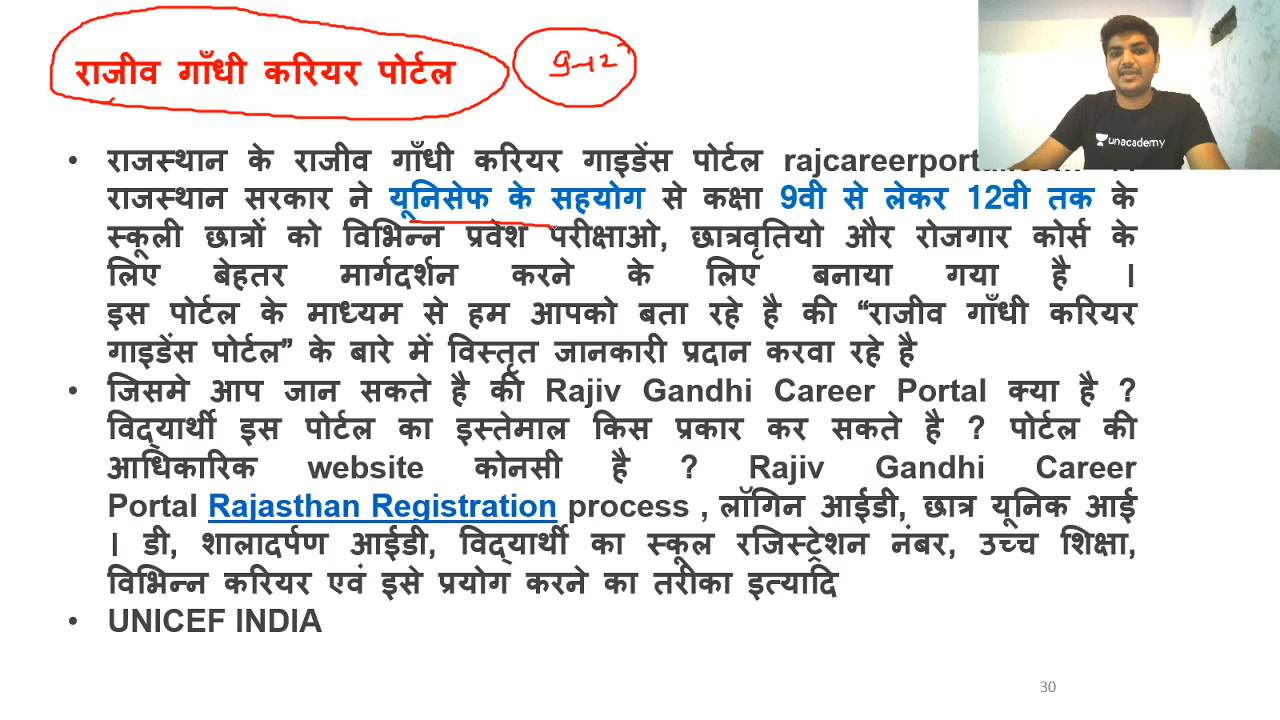 राजीव गाँधी करियर पोर्टल
9-12
unacademy
• राजस्थान के राजीव गाँधी करियर गाइडेंस पोर्टल
राजस्थान सरकार ने यूनिसेफ के सहयोग से कक्षा 9वी से लेकर 12वी तक के
स्कूली छात्रों को विभिन्न प्रवेश परीक्षाओ, छात्रवृतियो और रोजगार कोर्स के
लिए बेहतर मार्गदर्शन करने के लिए बनाया गया है |
इस पोर्टल के माध्यम से हम आपको बता रहे है की “राजीव गाँधी करियर
गाइडेंस पोर्टल” के बारे में विस्तृत जानकारी प्रदान करवा रहे है
• जिसमे आप जान सकते है की Rajiv Gandhi Career Portal क्या है ?
विद्यार्थी इस पोर्टल का इस्तेमाल किस प्रकार कर सकते है ? पोर्टल की
आधिकारिक website कोनसी है ? Rajiv Gandhi Career
Portal Rajasthan Registration process , लॉगिन आईडी, छात्र यूनिक आई
| डी, शालादर्पण आईडी, विद्यार्थी का स्कूल रजिस्ट्रेशन नंबर, उच्च शिक्षा,
विभिन्न करियर एवं इसे प्रयोग करने का तरीका इत्यादि
• UNICEF INDIA
30